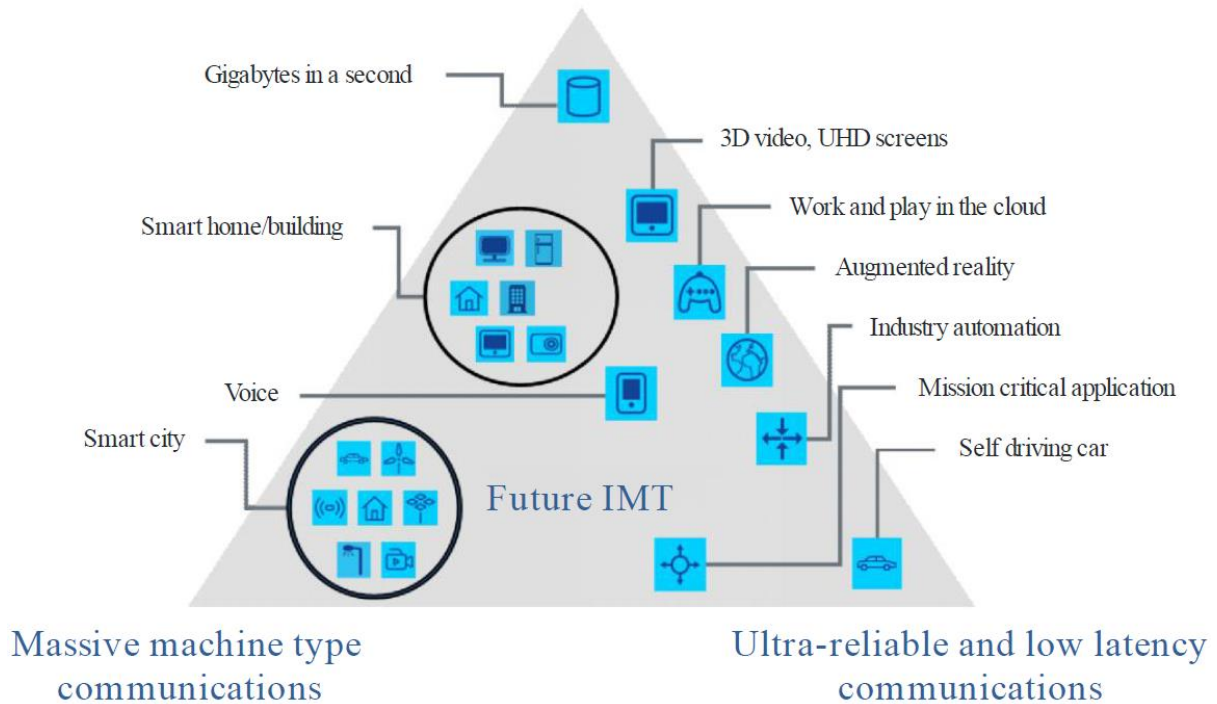 Gigabytes in a second
3D video, UHD screens
Smart home/building
Work and play in the cloud
Augmented reality
Industry automation
Voice
Mission critical application
Smart city
Self driving car
Future IMT
Massive machine type
communications
Ultra-reliable and low latency
communications